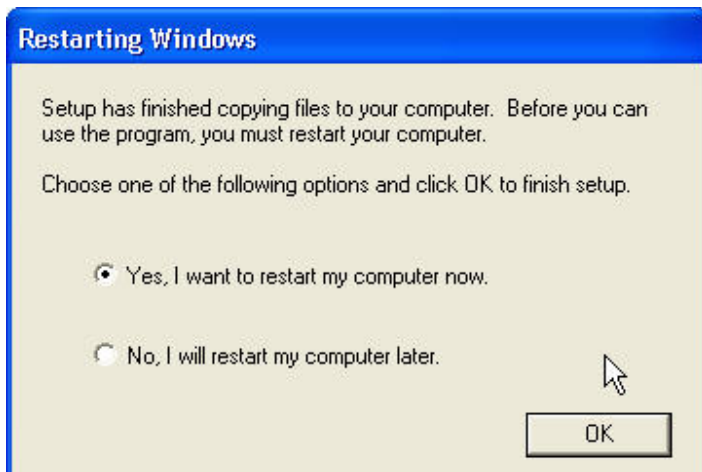 Restarting Windows
Setup has finished copying files to your computer.  Before you can
use the program, you must restart your computer.
Choose one of the following options and click OK to finish setup.
Yes, I want to restart my computer now.
No, I will restart my computer later.
OK